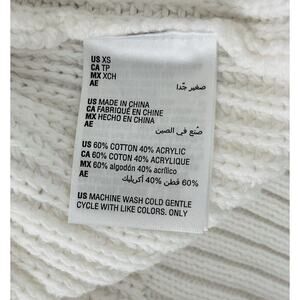 US XS
CA TP
MX XCH
AE صغير جدًا
US MADE IN CHINA
CA FABRIQUÉ EN CHINE
MX HECHO EN CHINA
AE صنع في الصين
US 60% COTTON 40% ACRYLIC
CA 60% COTON 40% ACRYLIQUE
MX 60% algodón 40% acrílico
AE 60% قطن 40% أكريليك
US MACHINE WASH COLD GENTLE
CYCLE WITH LIKE COLORS. ONLY